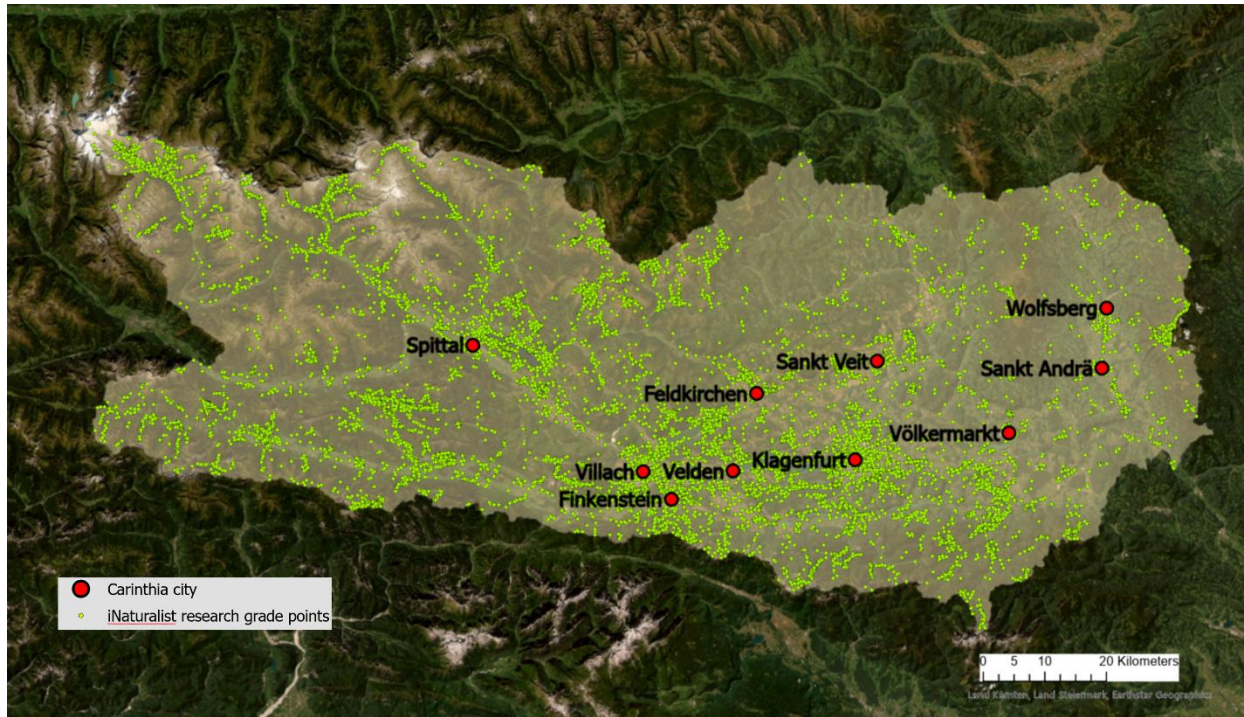 Wolfsberg
Spittal
Sankt Veit
Sankt Andrä
Feldkirchen
Völkermarkt
Klagenfurt
Villach
Velden
Finkenstein
Carinthia city
iNaturalist research grade points
0 5 10 20 Kilometers
Land Kärnten, Land Steiermark, Earthstar Geographics